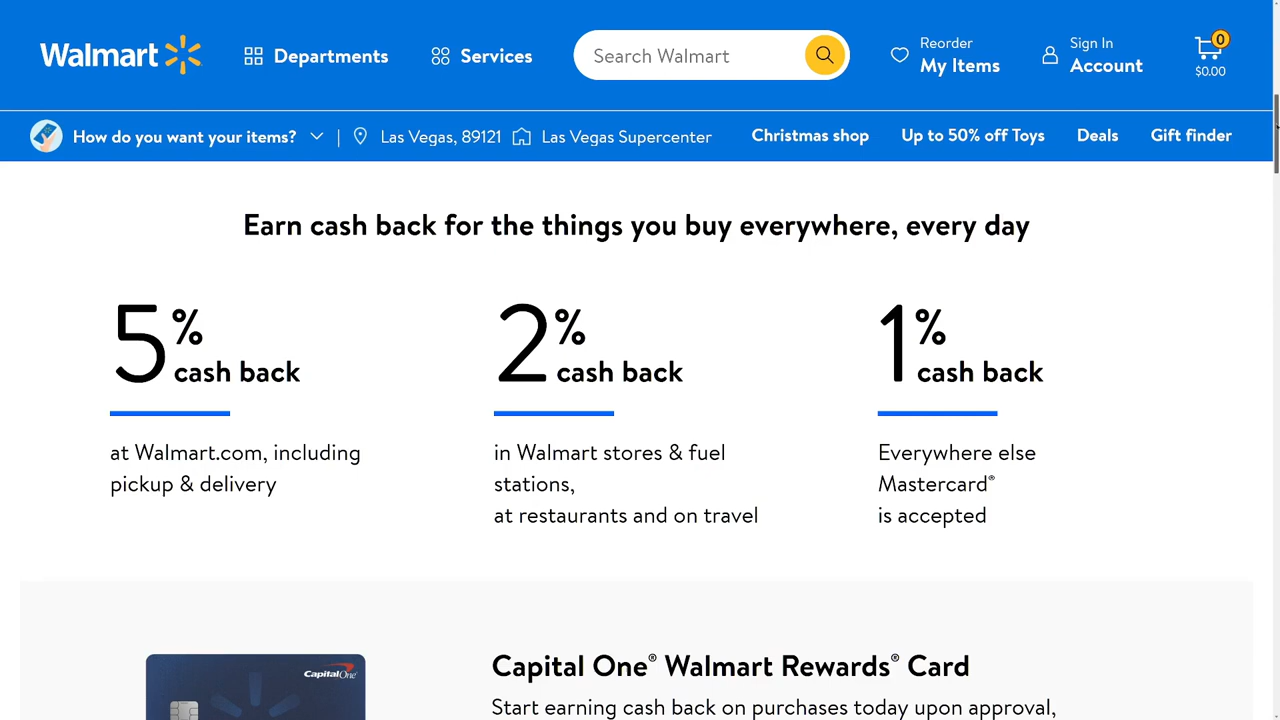 Walmart
Departments
Services
Search Walmart
Reorder
My Items
Sign In
Account
0
$0.00
How do you want your items?
|
Las Vegas, 89121
Las Vegas Supercenter
Christmas shop
Up to 50% off Toys
Deals
Gift finder
Earn cash back for the things you buy everywhere, every day
5%
cash back
at Walmart.com, including
pickup & delivery
2%
cash back
in Walmart stores & fuel
stations,
at restaurants and on travel
1%
cash back
Everywhere else
Mastercard®
is accepted
Capital One
Capital One® Walmart Rewards® Card
Start earning cash back on purchases today upon approval,